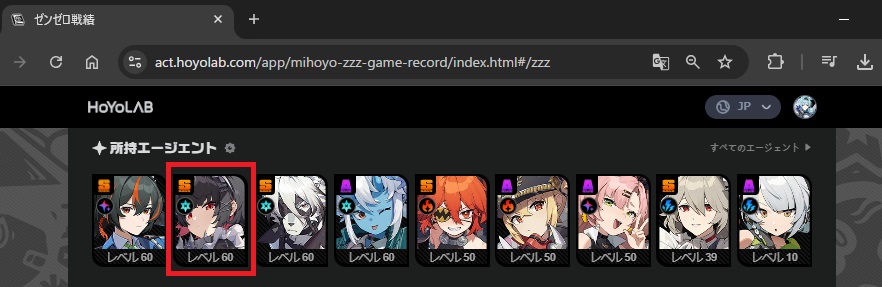 ゼンゼロ戦績
act.hoyolab.com/app/mihoyo-zzz-game-record/index.html#/zzz
HoYoLAB
JP
所持エージェント
すべてのエージェント
S S S A S A A S A
レベル 60 レベル 60 レベル 60 レベル 60 レベル 50 レベル 50 レベル 50 レベル 39 レベル 10